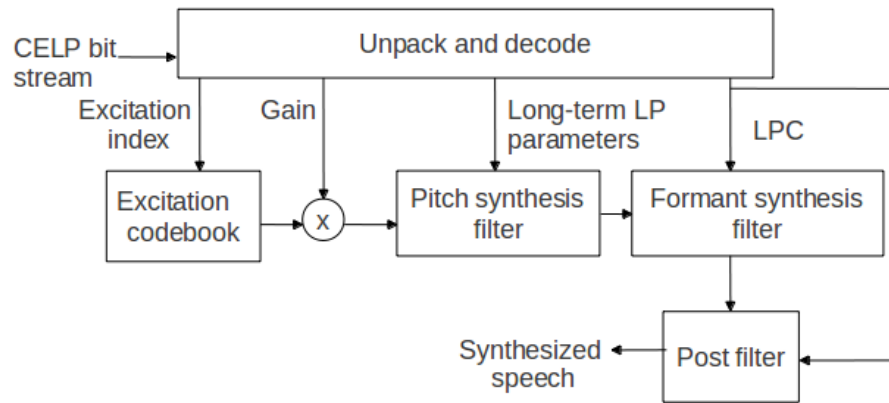 Unpack and decode
CELP bit
stream
Excitation
index
Gain
Long-term LP
parameters
LPC
Excitation
codebook
x
Pitch synthesis
filter
Formant synthesis
filter
Synthesized
speech
Post filter